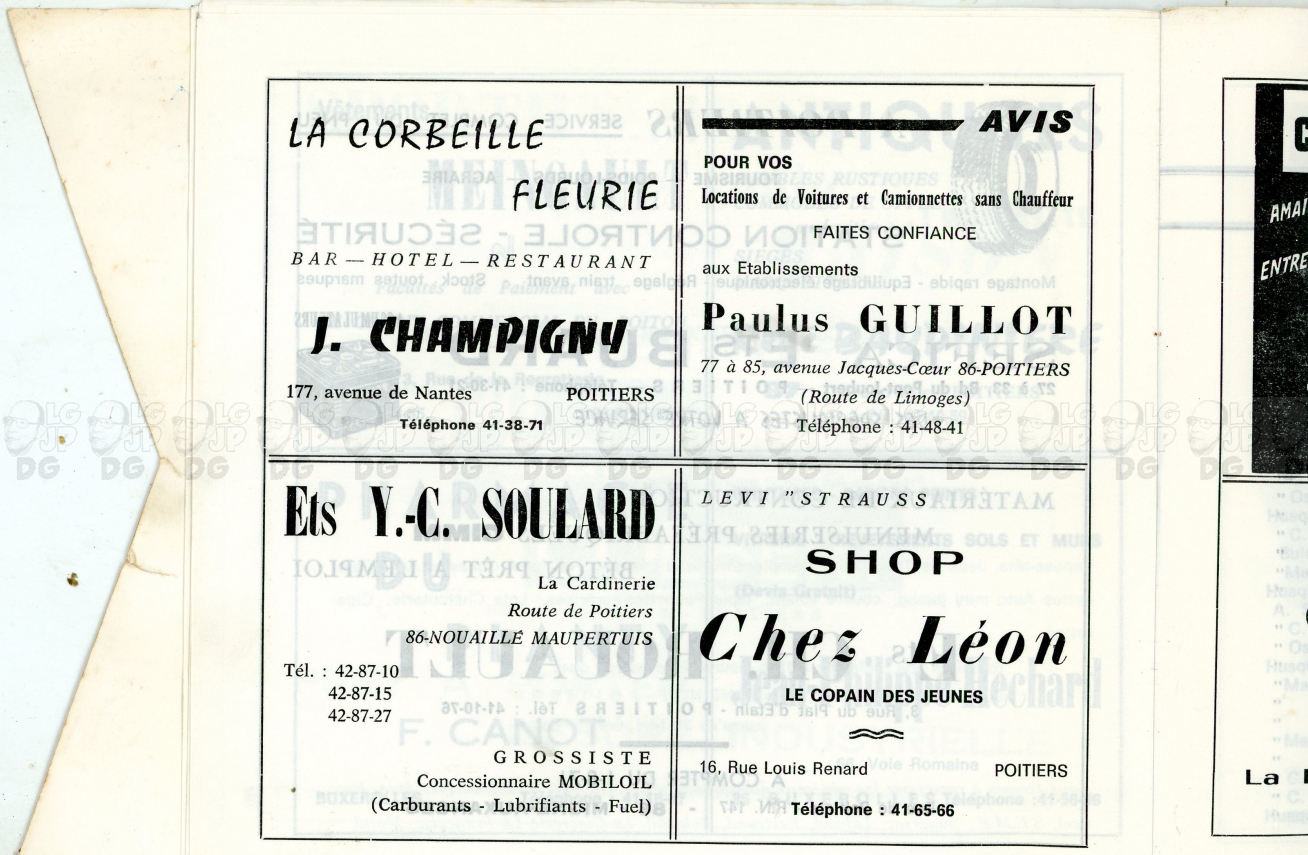 LA CORBEILLE
FLEURIE
BAR — HOTEL — RESTAURANT
J. CHAMPIGNY
177, avenue de Nantes POITIERS
Téléphone 41-38-71
AVIS
POUR VOS
Locations de Voitures et Camionnettes sans Chauffeur
FAITES CONFIANCE
aux Etablissements
Paulus GUILLOT
77 à 85, avenue Jacques-Cœur 86-POITIERS
(Route de Limoges)
Téléphone : 41-48-41
Ets Y.-C. SOULARD
La Cardinerie
Route de Poitiers
86-NOUAILLÉ MAUPERTUIS
Tél. : 42-87-10
42-87-15
42-87-27
GROSSISTE
Concessionnaire MOBILOIL
(Carburants - Lubrifiants - Fuel)
LEVI " STRAUSS
SHOP
Chez Léon
LE COPAIN DES JEUNES
16, Rue Louis Renard POITIERS
Téléphone : 41-65-66
La